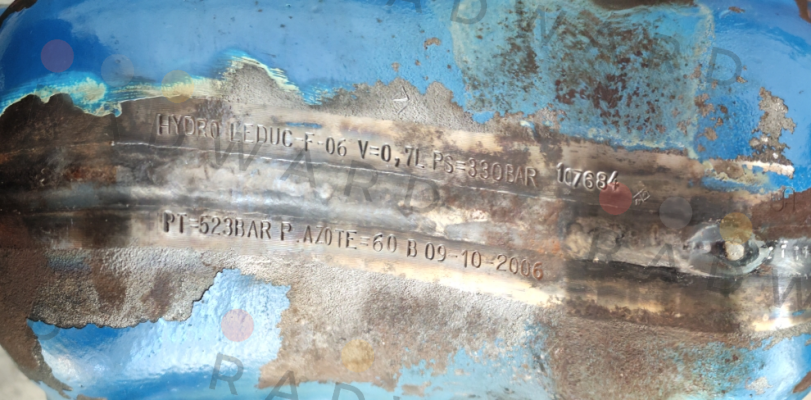 HYDRO LEDUC-F-06 V=0,7L PS=330BAR 107684
PT=523BAR P.AZOTE=60 B 09-10-2006